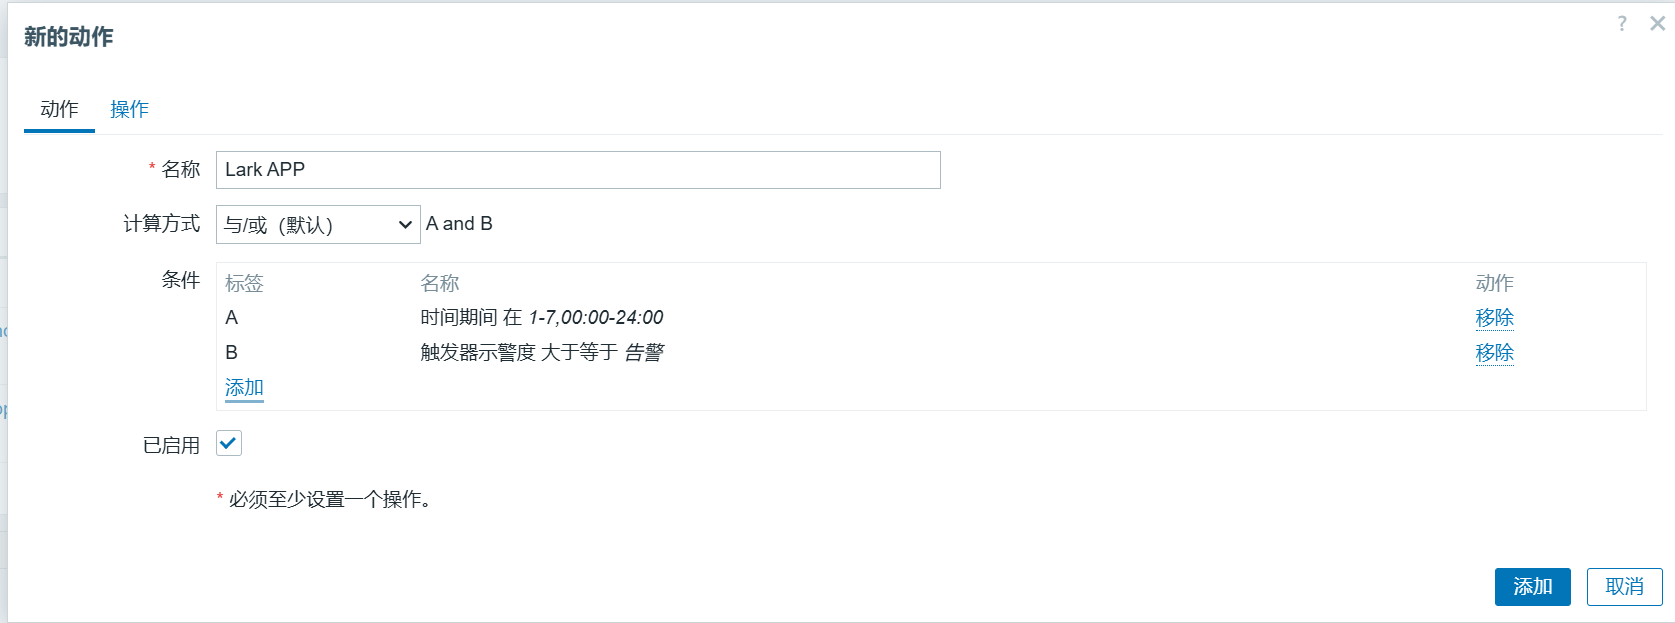 新的动作
?
动作 操作
* 名称 Lark APP
计算方式 与/或（默认） A and B
条件 标签 名称 动作
A 时间期间 在 1-7,00:00-24:00 移除
B 触发器示警度 大于等于 告警 移除
添加
已启用
* 必须至少设置一个操作。
添加 取消